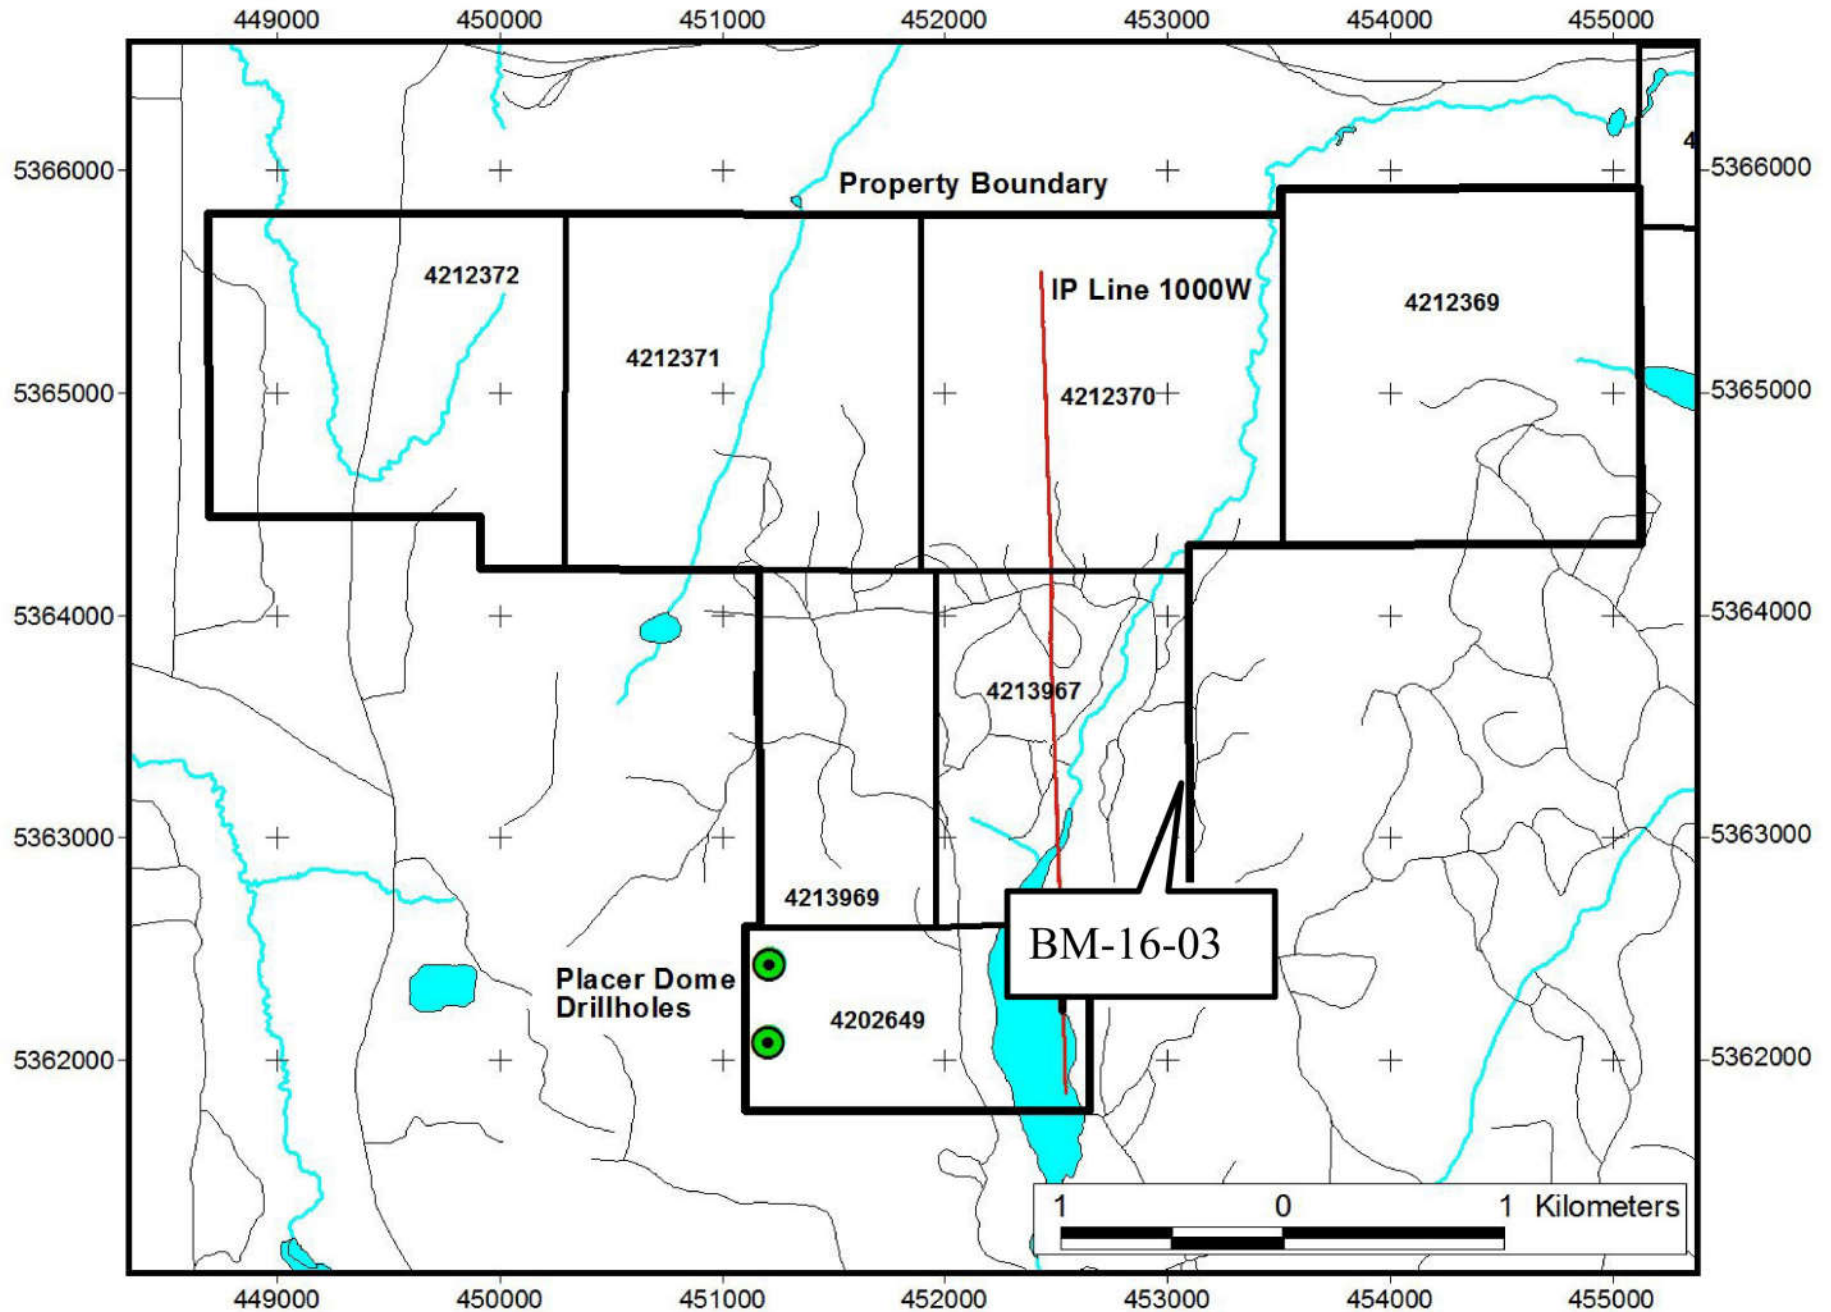 449000 450000 451000 452000 453000 454000 455000
5366000 5366000
4
Property Boundary
4212372
IP Line 1000W
4212369
4212371
5365000 4212370 5365000
5364000 5364000
4213967
5363000 5363000
4213969
BM-16-03
Placer Dome
Drillholes
4202649
5362000 5362000
1 0 1 Kilometers
449000 450000 451000 452000 453000 454000 455000